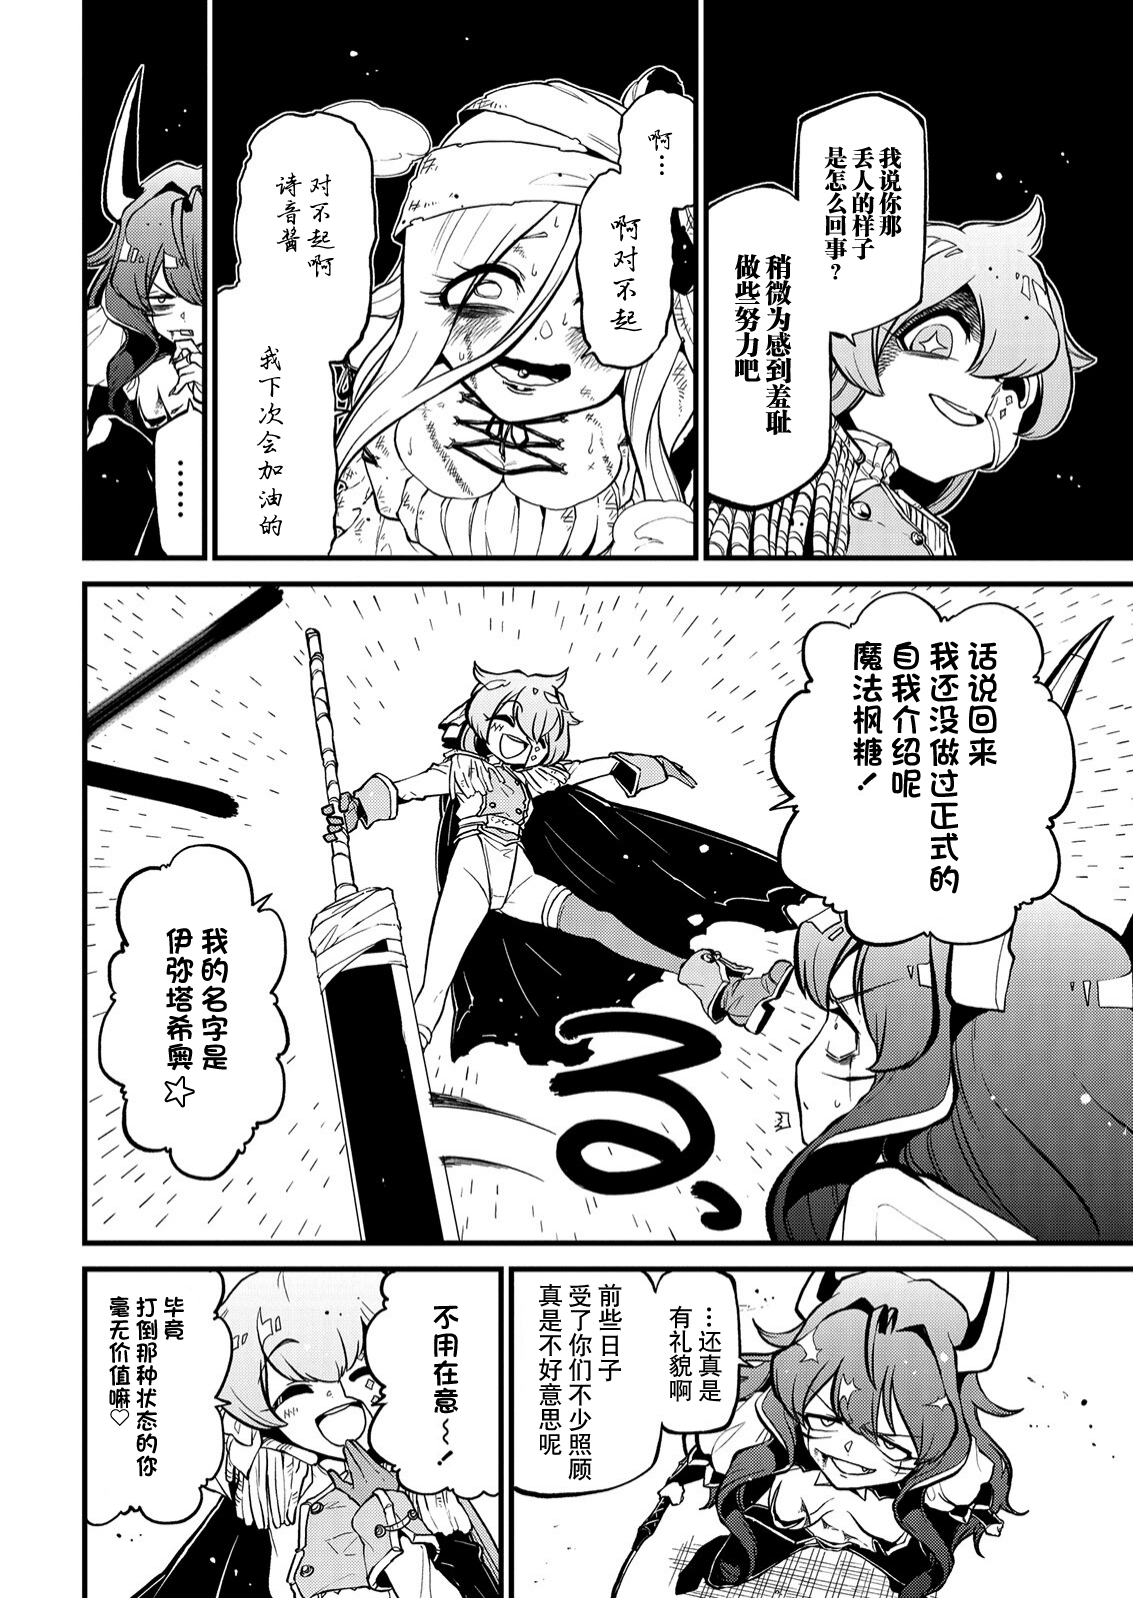 我说你那
丢人的样子
是怎么回事？
稍微为感到羞耻
做些努力吧
啊…
啊对不起
对不起啊
诗音酱
我下次会加油的
……
话说回来
我还没做过正式的
自我介绍呢
魔法枫糖！
我的名字是
伊弥塔希奥☆
…还真是
有礼貌啊
前些日子
受了你们不少照顾
真是不好意思呢
不用在意～！
毕竟
打倒那种状态的你
毫无价值嘛♡